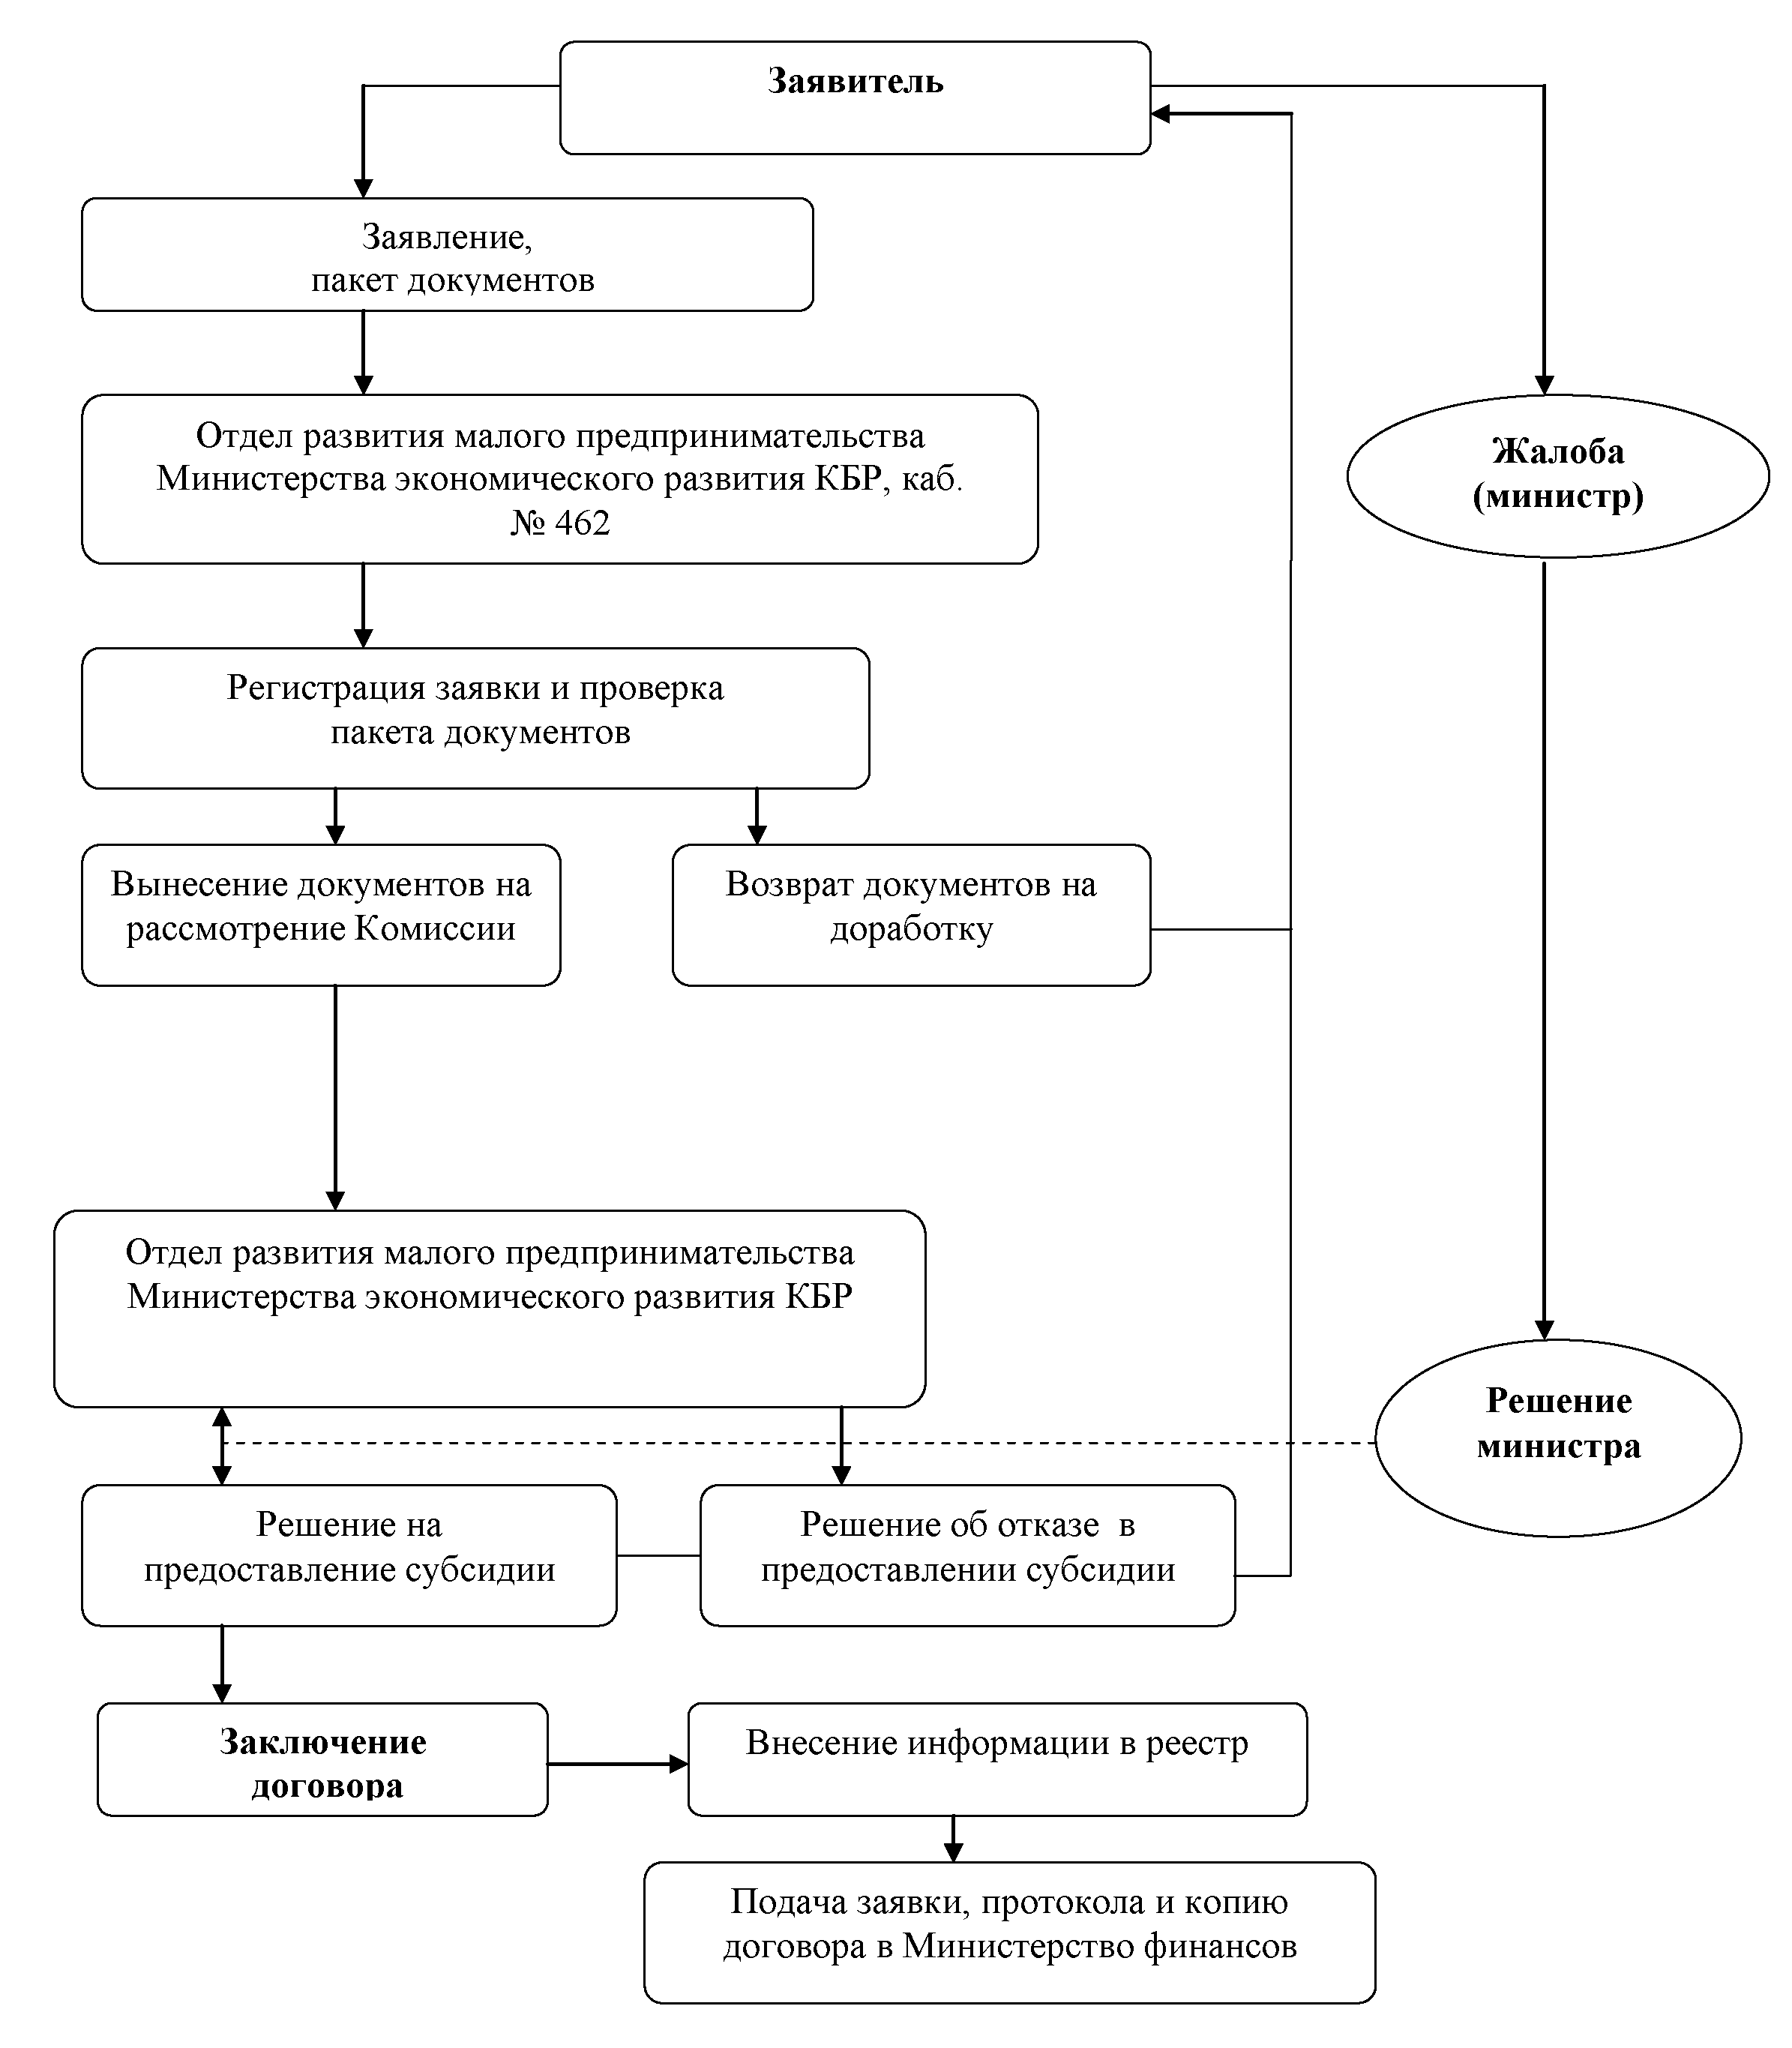 Заявитель
Заявление,
пакет документов
Отдел развития малого предпринимательства
Министерства экономического развития КБР, каб.
№ 462
Жалоба
(министр)
Регистрация заявки и проверка
пакета документов
Вынесение документов на
рассмотрение Комиссии
Возврат документов на
доработку
Отдел развития малого предпринимательства
Министерства экономического развития КБР
Решение
министра
Решение на
предоставление субсидии
Решение об отказе  в
предоставлении субсидии
Заключение
договора
Внесение информации в реестр
Подача заявки, протокола и копию
договора в Министерство финансов